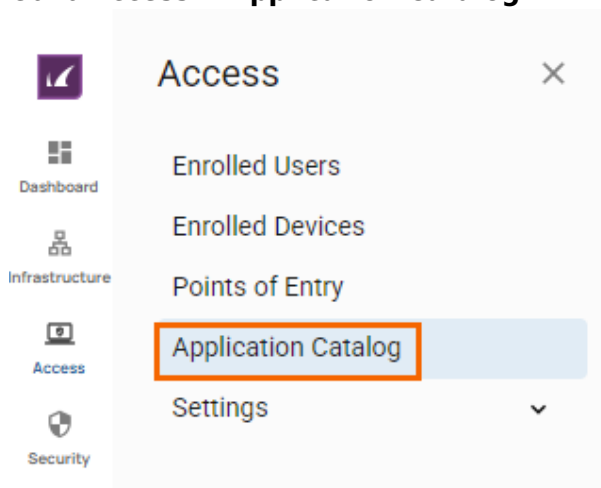 Access
Dashboard
Enrolled Users
Enrolled Devices
Infrastructure
Points of Entry
Access
Application Catalog
Settings
Security